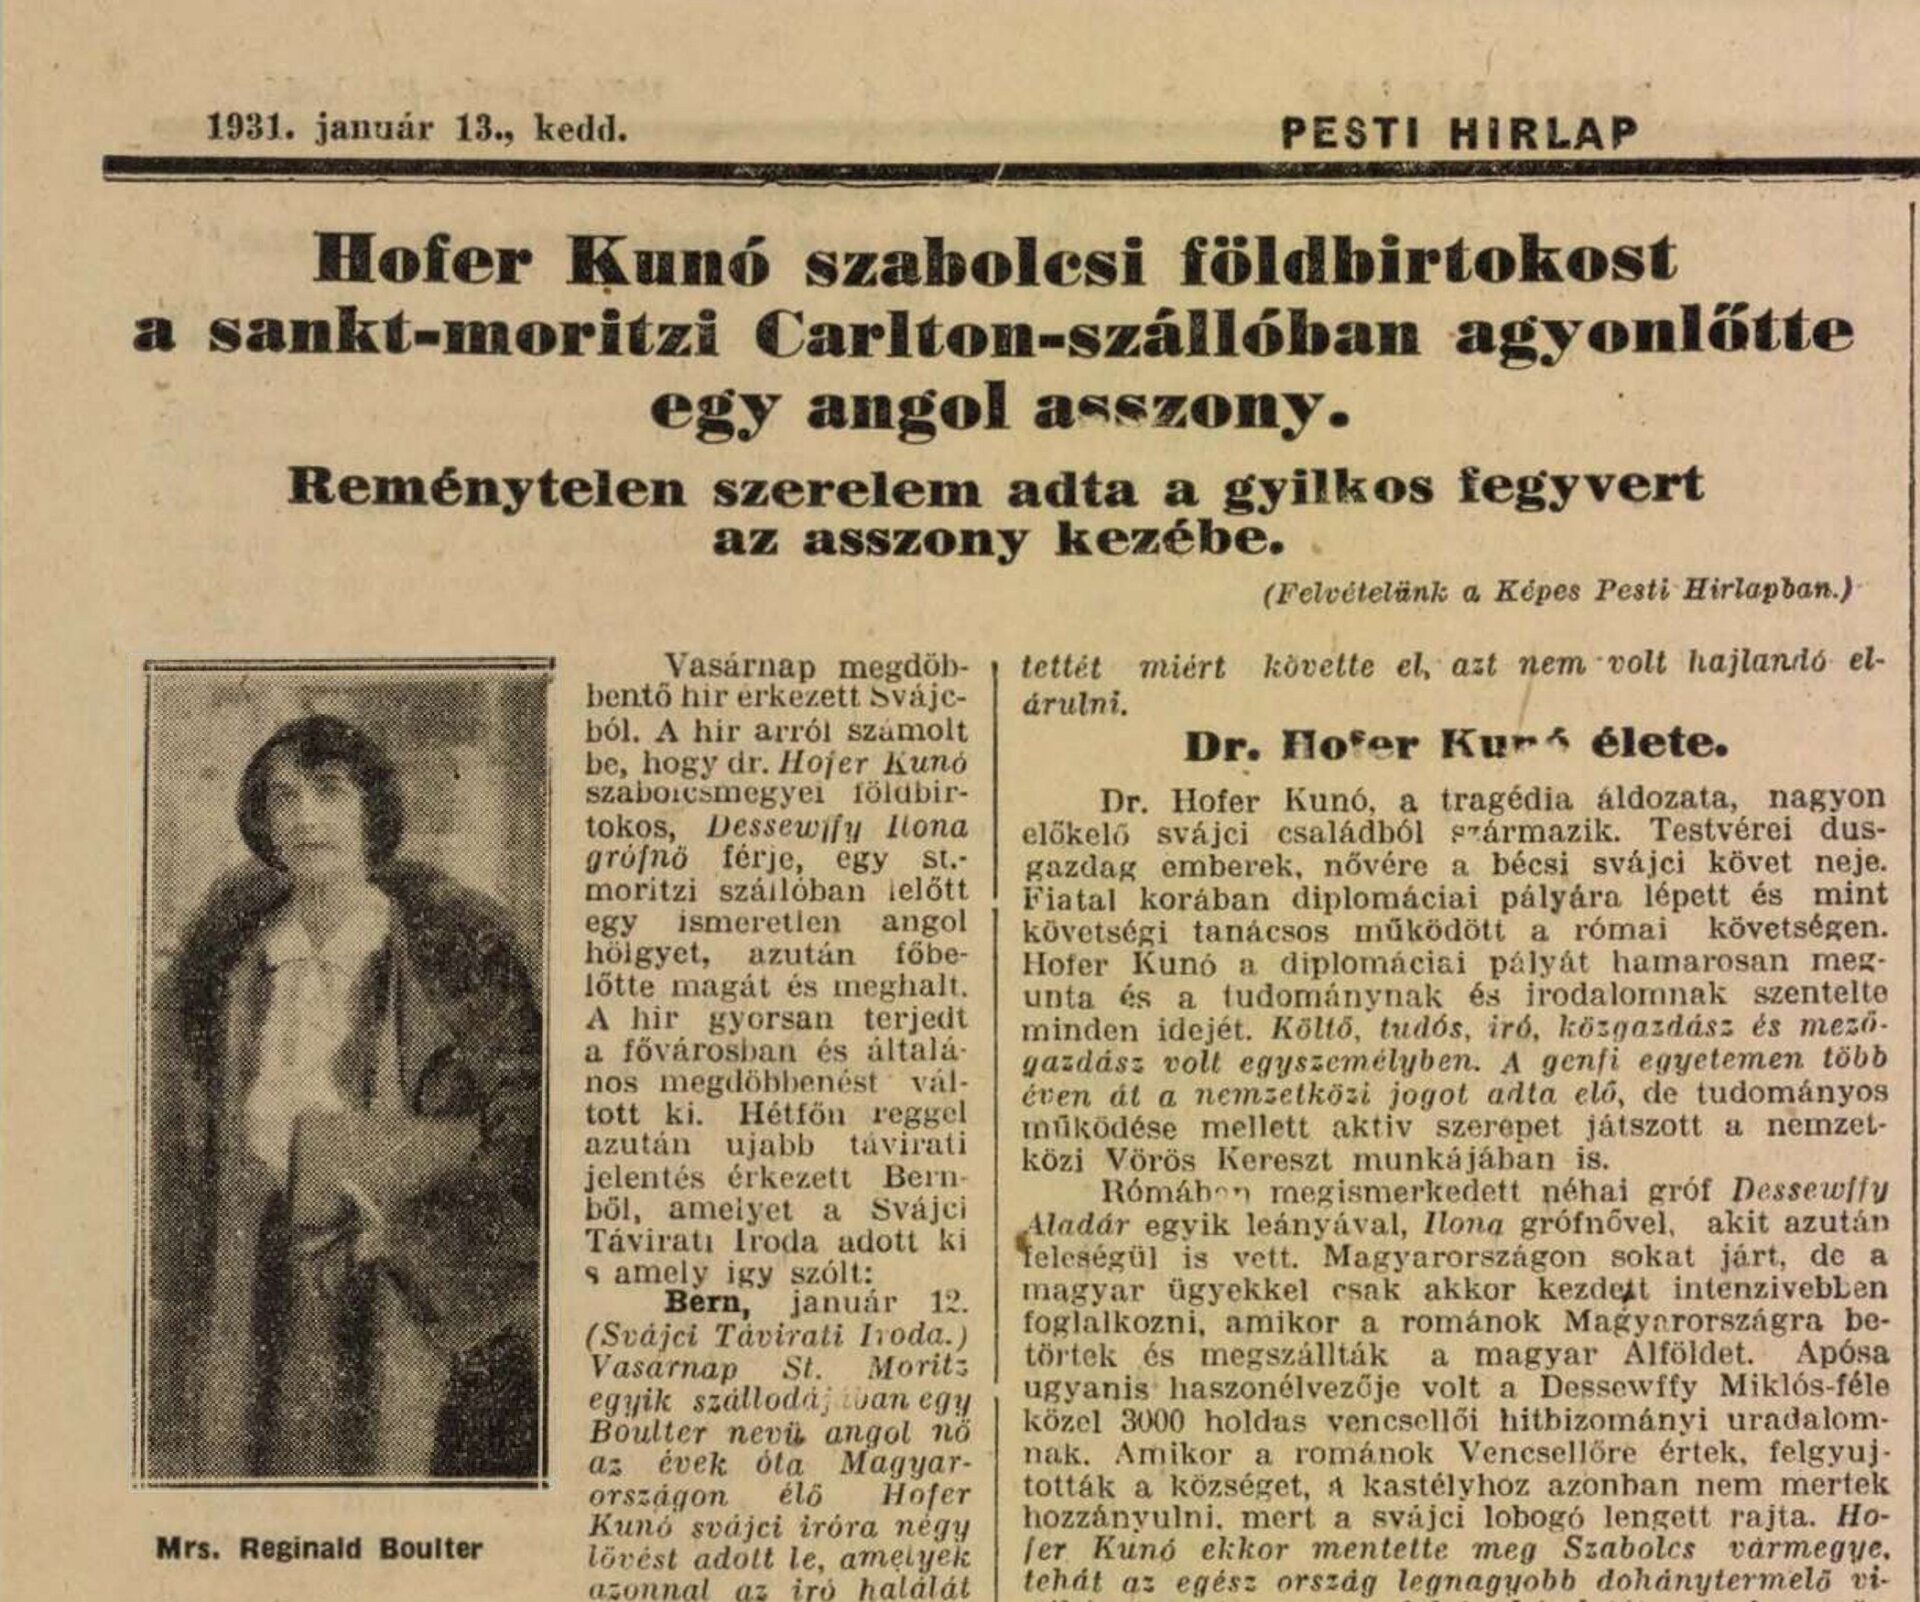 1931. január 13., kedd.
PESTI HIRLAP
Hofer Kunó szabolcsi földbirtokost
a sankt-moritzi Carlton-szállóban agyonlőtte
egy angol asszony.
Reménytelen szerelem adta a gyilkos fegyvert
az asszony kezébe.
(Felvételünk a Képes Pesti Hirlapban.)
Mrs. Reginald Boulter
Vasárnap megdöb-
bentő hir érkezett Svájc-
ból. A hir arról számolt
be, hogy dr. Hofer Kunó
szabolcsmegyei földbir-
tokos, Dessewffy Ilona
grófnő férje, egy st.-
moritzi szállóban lelőtt
egy ismeretlen angol
hölgyet, azután főbe-
lőtte magát és meghalt.
A hir gyorsan terjedt
a fővárosban és általá-
nos megdöbbenést vál-
tott ki. Hétfőn reggel
azután ujabb távirati
jelentés érkezett Bern-
ből, amelyet a Svájci
Távirati Iroda adott ki
s amely igy szólt:
Bern, január 12.
(Svájci Távirati Iroda.)
Vasárnap St. Moritz
egyik szállodájában egy
Boulter nevü angol nő
az évek óta Magyar-
országon élő Hofer
Kunó svájci iróra négy
lövést adott le, amelyek
azonnal az iró halálát
tettét miért követte el, azt nem volt hajlandó el-
árulni.
Dr. Hofer Kunó élete.
Dr. Hofer Kunó, a tragédia áldozata, nagyon
előkelő svájci családból származik. Testvérei dus-
gazdag emberek, nővére a bécsi svájci követ neje.
Fiatal korában diplomáciai pályára lépett és mint
követségi tanácsos működött a római követségen.
Hofer Kunó a diplomáciai pályát hamarosan meg-
unta és a tudománynak és irodalomnak szentelte
minden idejét. Költő, tudós, iró, közgazdász és mező-
gazdász volt egyszemélyben. A genfi egyetemen több
éven át a nemzetközi jogot adta elő, de tudományos
működése mellett aktiv szerepet játszott a nemzet-
közi Vörös Kereszt munkájában is.
Rómában megismerkedett néhai gróf Dessewffy
Aladár egyik leányával, Ilona grófnővel, akit azután
feleségül is vett. Magyarországon sokat járt, de a
magyar ügyekkel csak akkor kezdett intenzivebben
foglalkozni, amikor a románok Magyarországra be-
törtek és megszállták a magyar Alföldet. Apósa
ugyanis haszonélvezője volt a Dessewffy Miklós-féle
közel 3000 holdas vencsellői hitbizományi uradalom-
nak. Amikor a románok Vencsellőre értek, felgyuj-
tották a községet, a kastélyhoz azonban nem mertek
hozzányulni, mert a svájci lobogó lengett rajta. Ho-
fer Kunó ekkor mentette meg Szabolcs vármegye,
tehát az egész ország legnagyobb dohánytermelő vi-